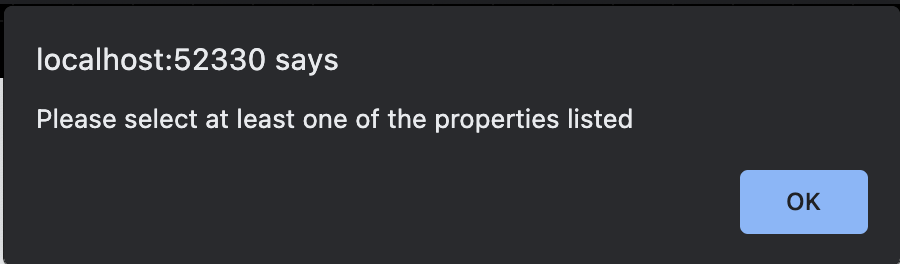 localhost:52330 says
Please select at least one of the properties listed
OK